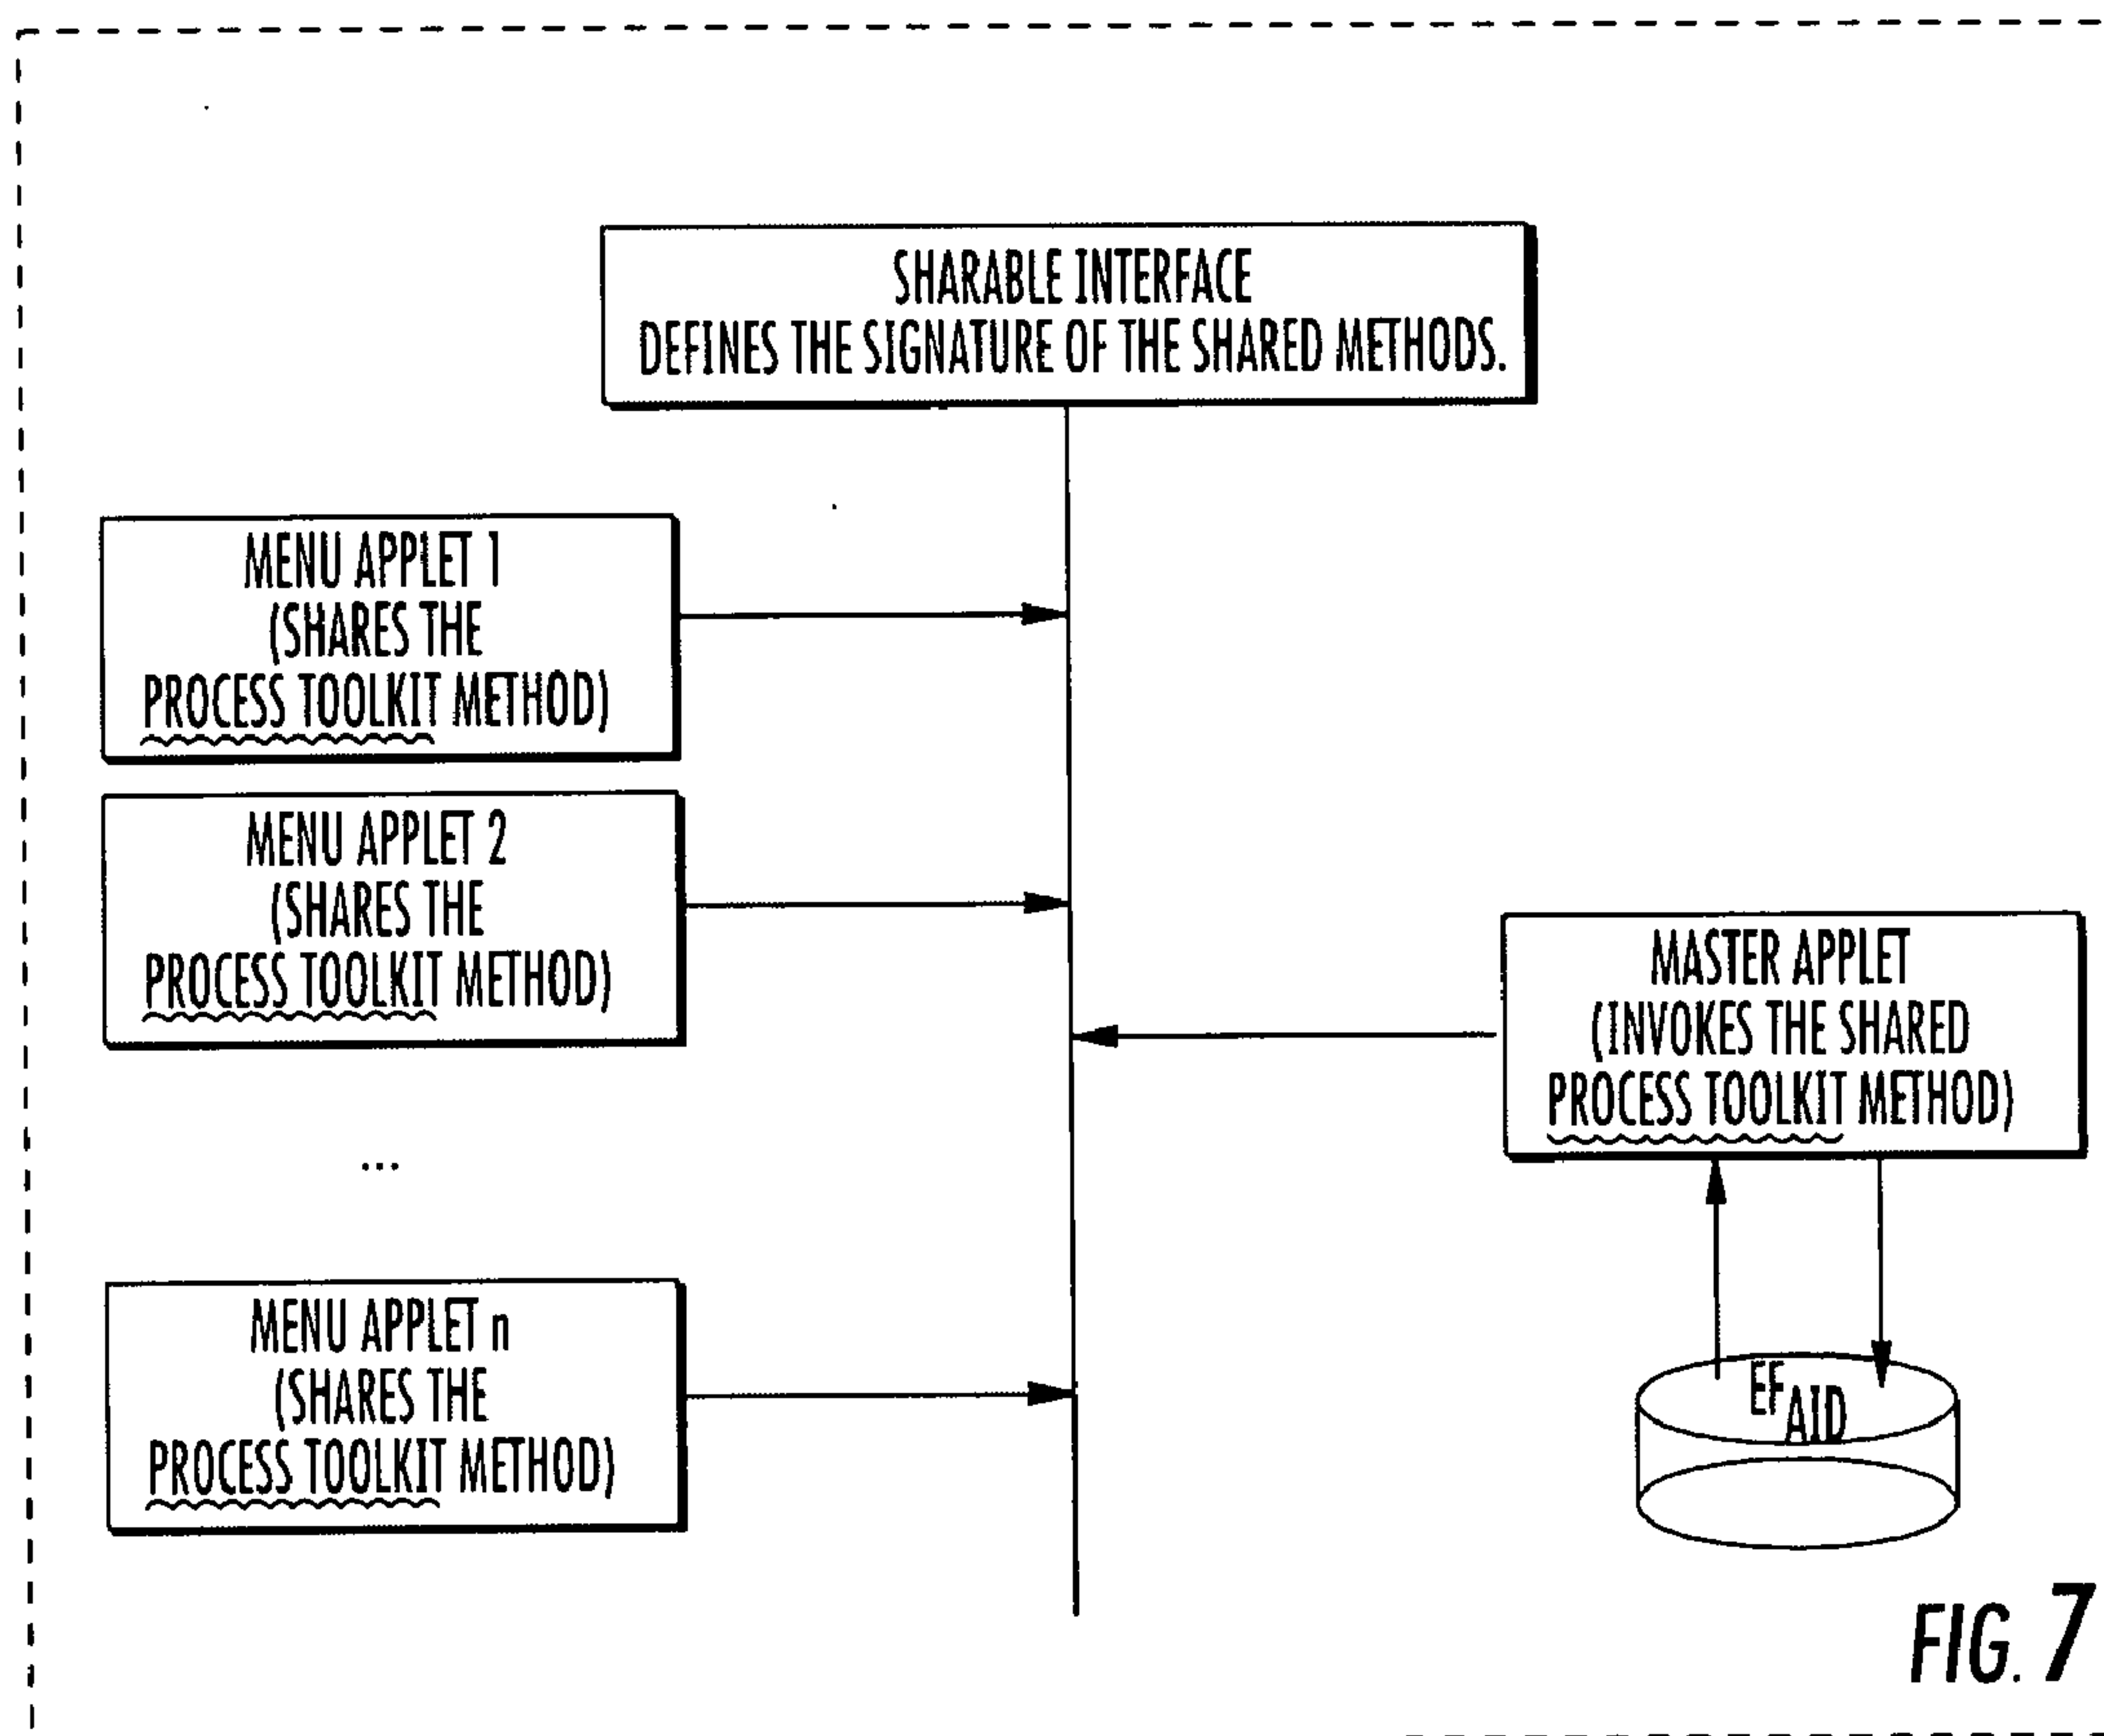 SHARABLE INTERFACE
DEFINES THE SIGNATURE OF THE SHARED METHODS.
MENU APPLET 1
(SHARES THE
PROCESS TOOLKIT METHOD)
MENU APPLET 2
(SHARES THE
PROCESS TOOLKIT METHOD)
MASTER APPLET
(INVOKES THE SHARED
PROCESS TOOLKIT METHOD)
...
MENU APPLET n
(SHARES THE
PROCESS TOOLKIT METHOD)
EFAID
FIG. 7